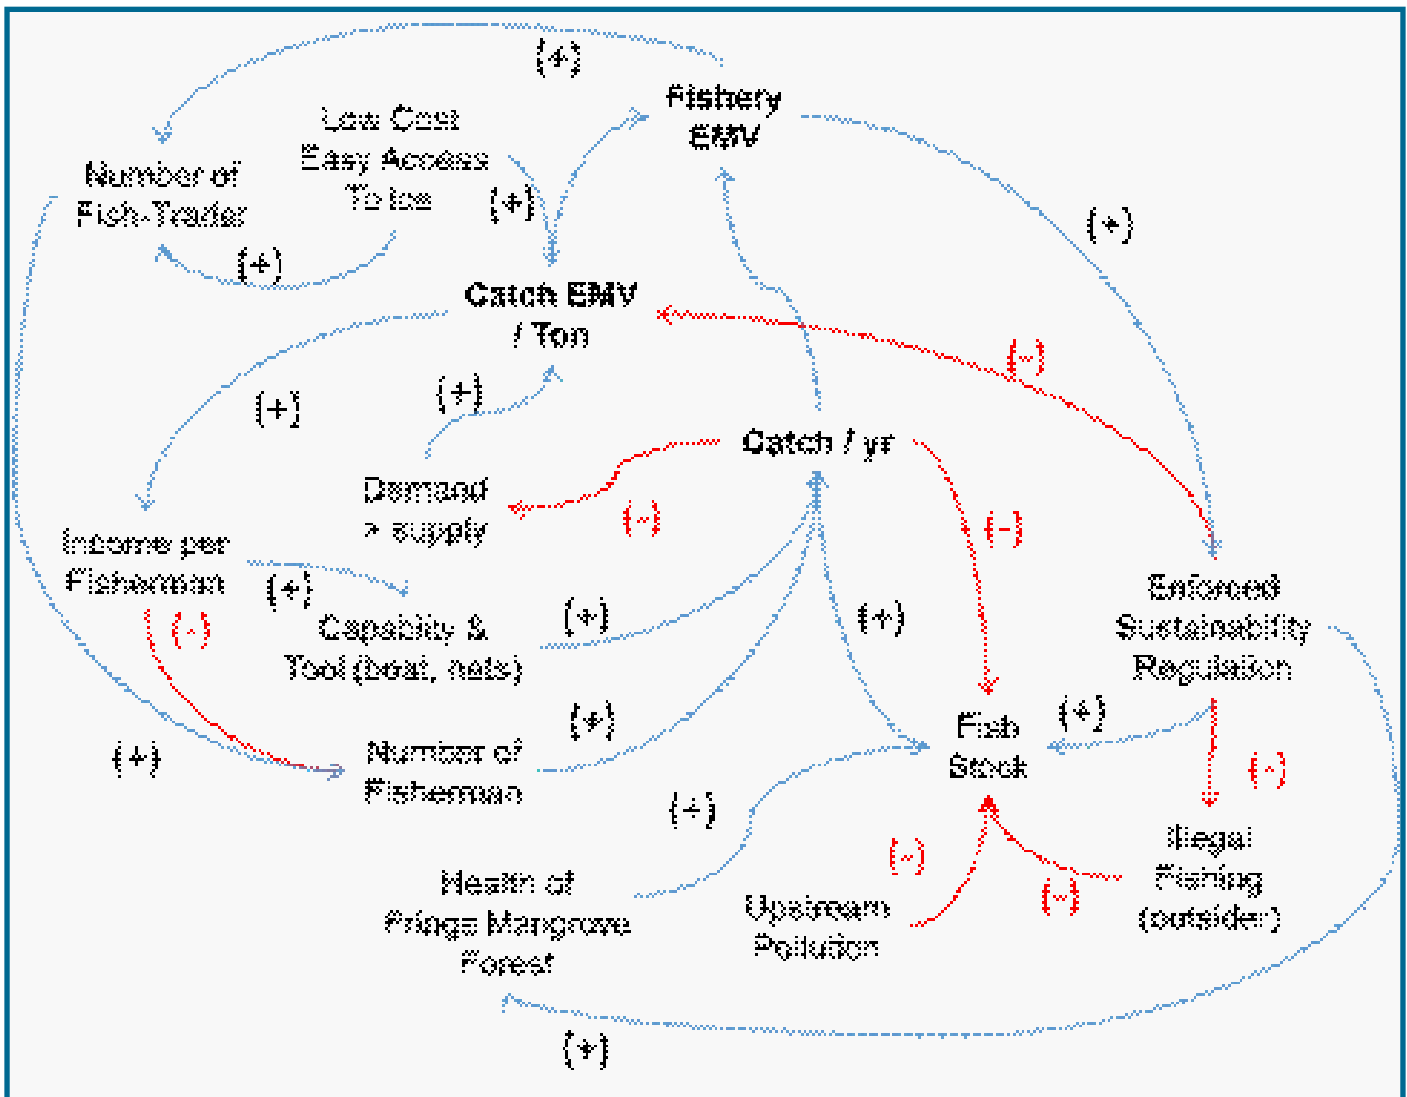 (+)
Fishery
EMV
Low Cost
Easy Access
To Ice
(+)
Number of
Fish-Trader
(+)
(+)
Catch EMV
/ Ton
(-)
(+)
(+)
Catch / yr
Demand
> supply
(-)
(-)
Income per
Fisherman
(+)
(-)
Capablity &
Tool (boat, nets)
(+)
(+)
Enforced
Sustainability
Regulation
(+)
Number of
Fisherman
(+)
(+)
Fish
Stock
(-)
(+)
Health of
Fringe Mangrove
Forest
(-)
Upstream
Pollution
(-)
Illegal
Fishing
(outsider)
(+)